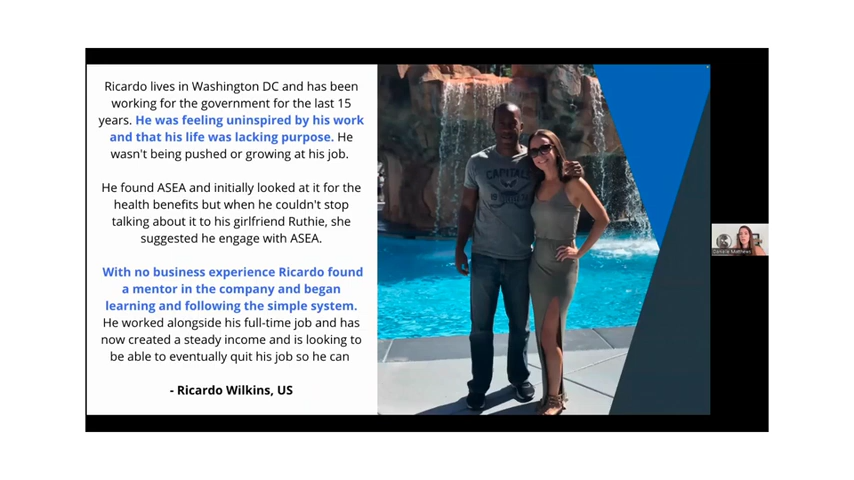 Ricardo lives in Washington DC and has been
working for the government for the last 15
years. He was feeling uninspired by his work
and that his life was lacking purpose. He
wasn't being pushed or growing at his job.
He found ASEA and initially looked at it for the
health benefits but when he couldn't stop
talking about it to his girlfriend Ruthie, she
suggested he engage with ASEA.
With no business experience Ricardo found
a mentor in the company and began
learning and following the simple system.
He worked alongside his full-time job and has
now created a steady income and is looking to
be able to eventually quit his job so he can
- Ricardo Wilkins, US
CAPITALS
Matthews